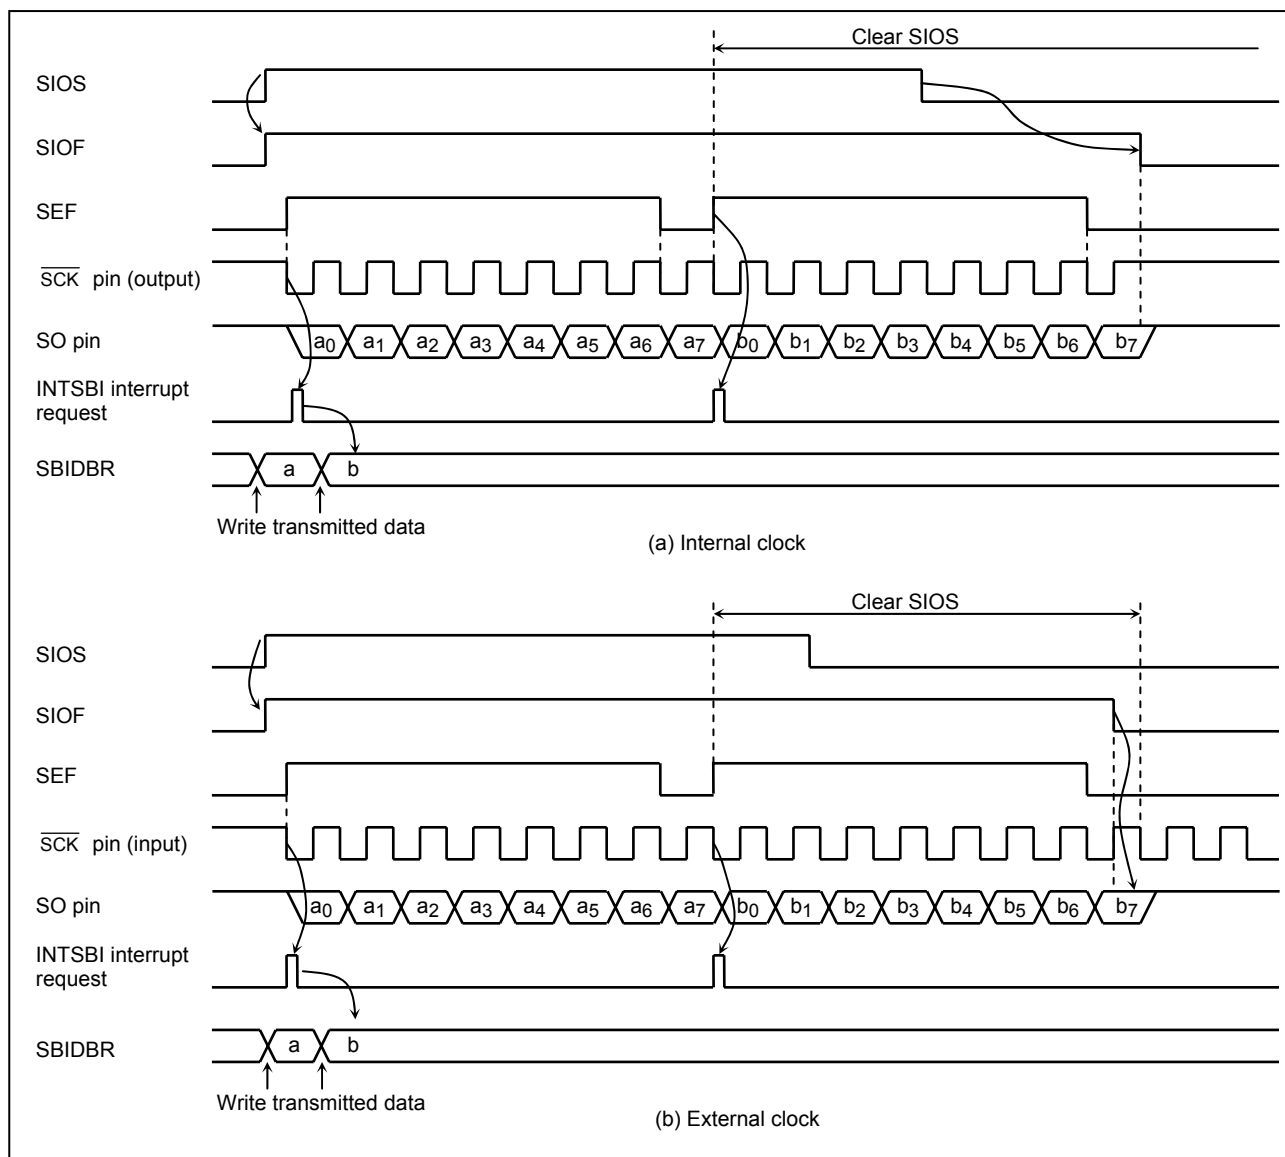 Clear SIOS
SIOS
SIOF
SEF
SCK pin (output)
SO pin
a0 a1 a2 a3 a4 a5 a6 a7 b0 b1 b2 b3 b4 b5 b6 b7
INTSBI interrupt
request
SBIDBR
a b
Write transmitted data
(a) Internal clock
Clear SIOS
SIOS
SIOF
SEF
SCK pin (input)
SO pin
a0 a1 a2 a3 a4 a5 a6 a7 b0 b1 b2 b3 b4 b5 b6 b7
INTSBI interrupt
request
SBIDBR
a b
Write transmitted data
(b) External clock